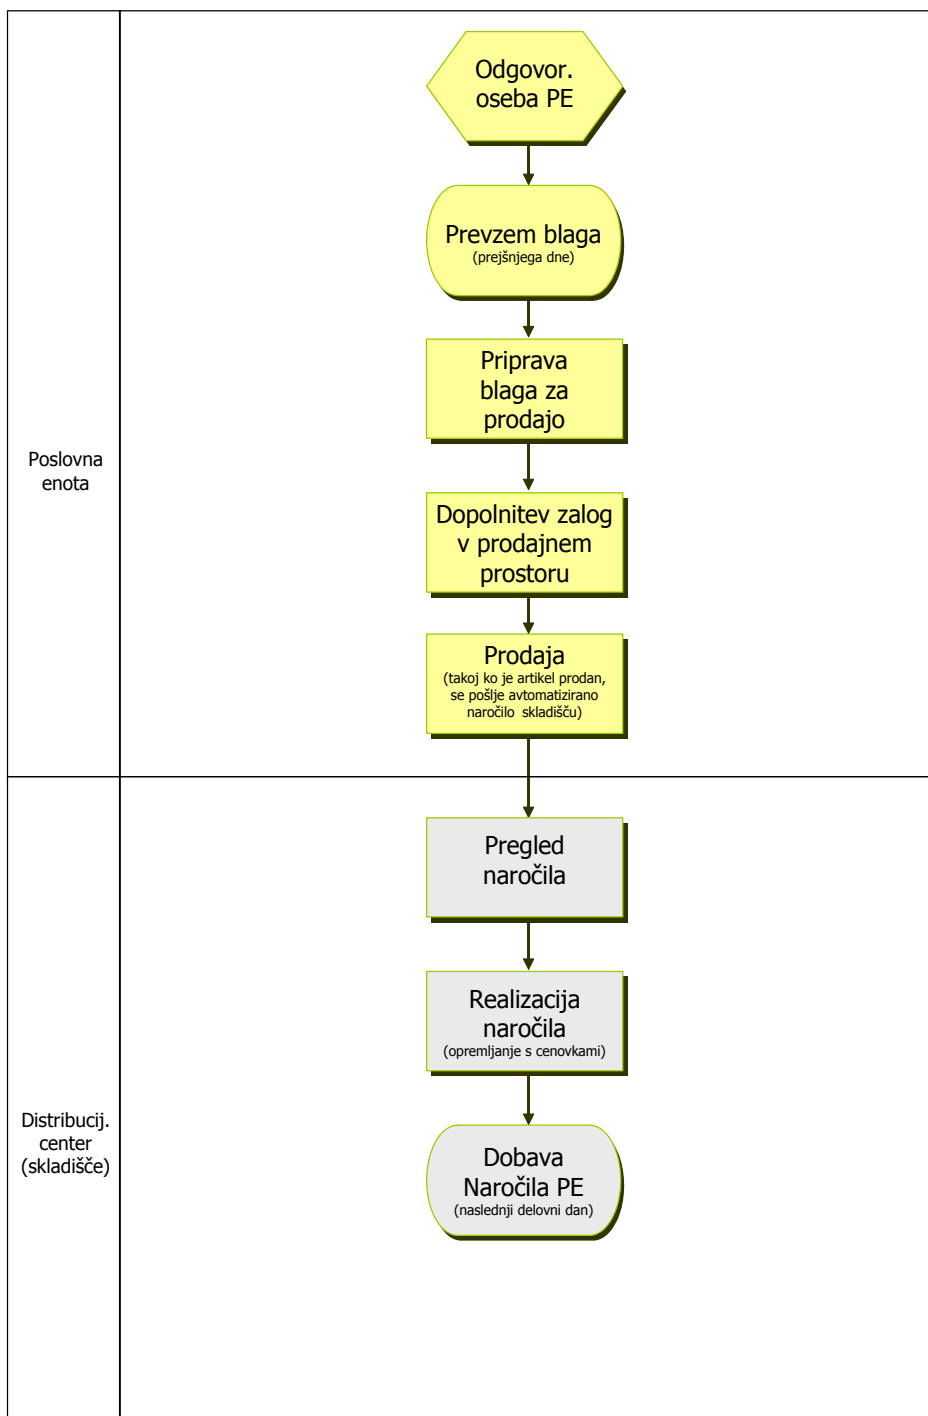 Odgovor.
oseba PE
Prevzem blaga
(prejšnjega dne)
Priprava
blaga za
prodajo
Poslovna
enota
Dopolnitev zalog
v prodajnem
prostoru
Prodaja
(takoj ko je artikel prodan,
se pošlje avtomatizirano
naročilo skladišču)
Pregled
naročila
Realizacija
naročila
(opremljanje s cenovkami)
Distribucij.
center
(skladišče)
Dobava
Naročila PE
(naslednji delovni dan)